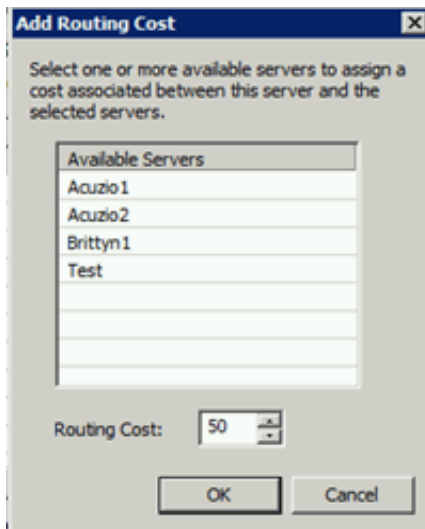 Add Routing Cost
Select one or more available servers to assign a
cost associated between this server and the
selected servers.
Available Servers
Acuzio1
Acuzio2
Brittyn1
Test
Routing Cost: 50
OK Cancel